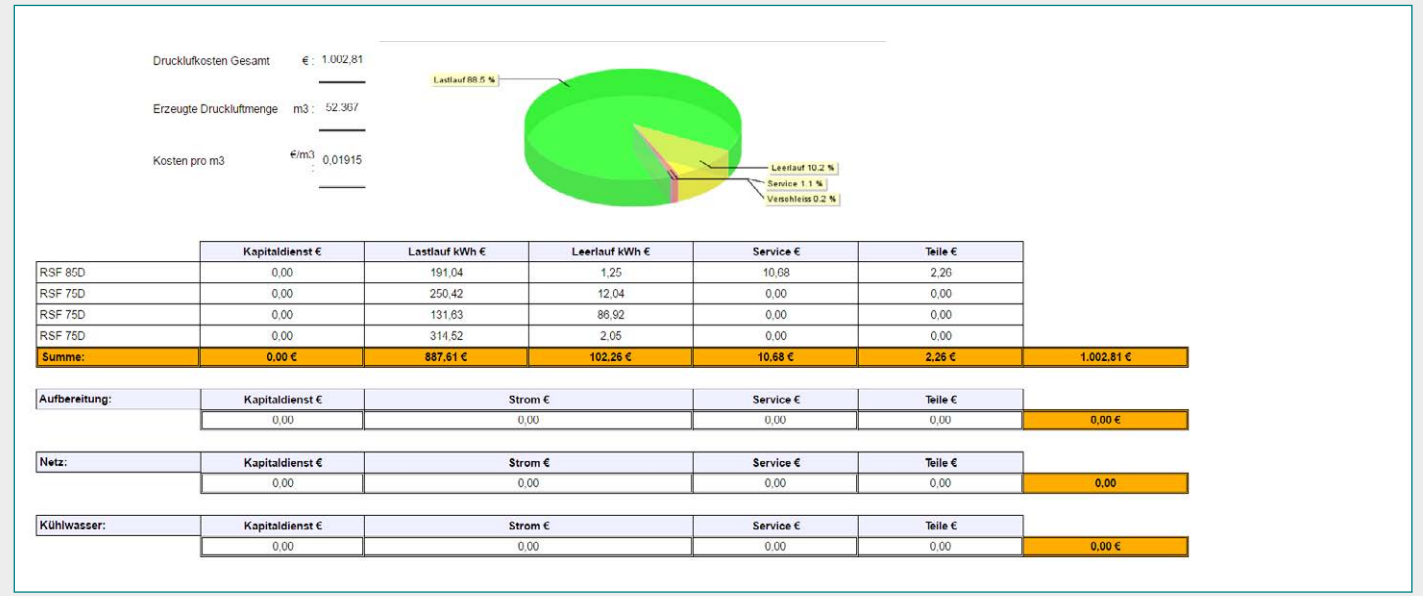 Drucklufkosten Gesamt € : 1.002,81
Erzeugte Druckluftmenge m3 : 52.367
Kosten pro m3 €/m3 : 0,01915
Lastlauf 88.5 %
Leerlauf 10.2 %
Service 1.1 %
Verschleiss 0.2 %
Kapitaldienst € Lastlauf kWh € Leerlauf kWh € Service € Teile €
RSF 85D 0,00 191,04 1,25 10,68 2,26
RSF 75D 0,00 250,42 12,04 0,00 0,00
RSF 75D 0,00 131,63 86,92 0,00 0,00
RSF 75D 0,00 314,52 2,05 0,00 0,00
Summe: 0,00 € 887,61 € 102,26 € 10,68 € 2,26 € 1.002,81 €
Aufbereitung: Kapitaldienst € Strom € Service € Teile €
0,00 0,00 0,00 0,00 0,00 €
Netz: Kapitaldienst € Strom € Service € Teile €
0,00 0,00 0,00 0,00 0,00
Kühlwasser: Kapitaldienst € Strom € Service € Teile €
0,00 0,00 0,00 0,00 0,00 €